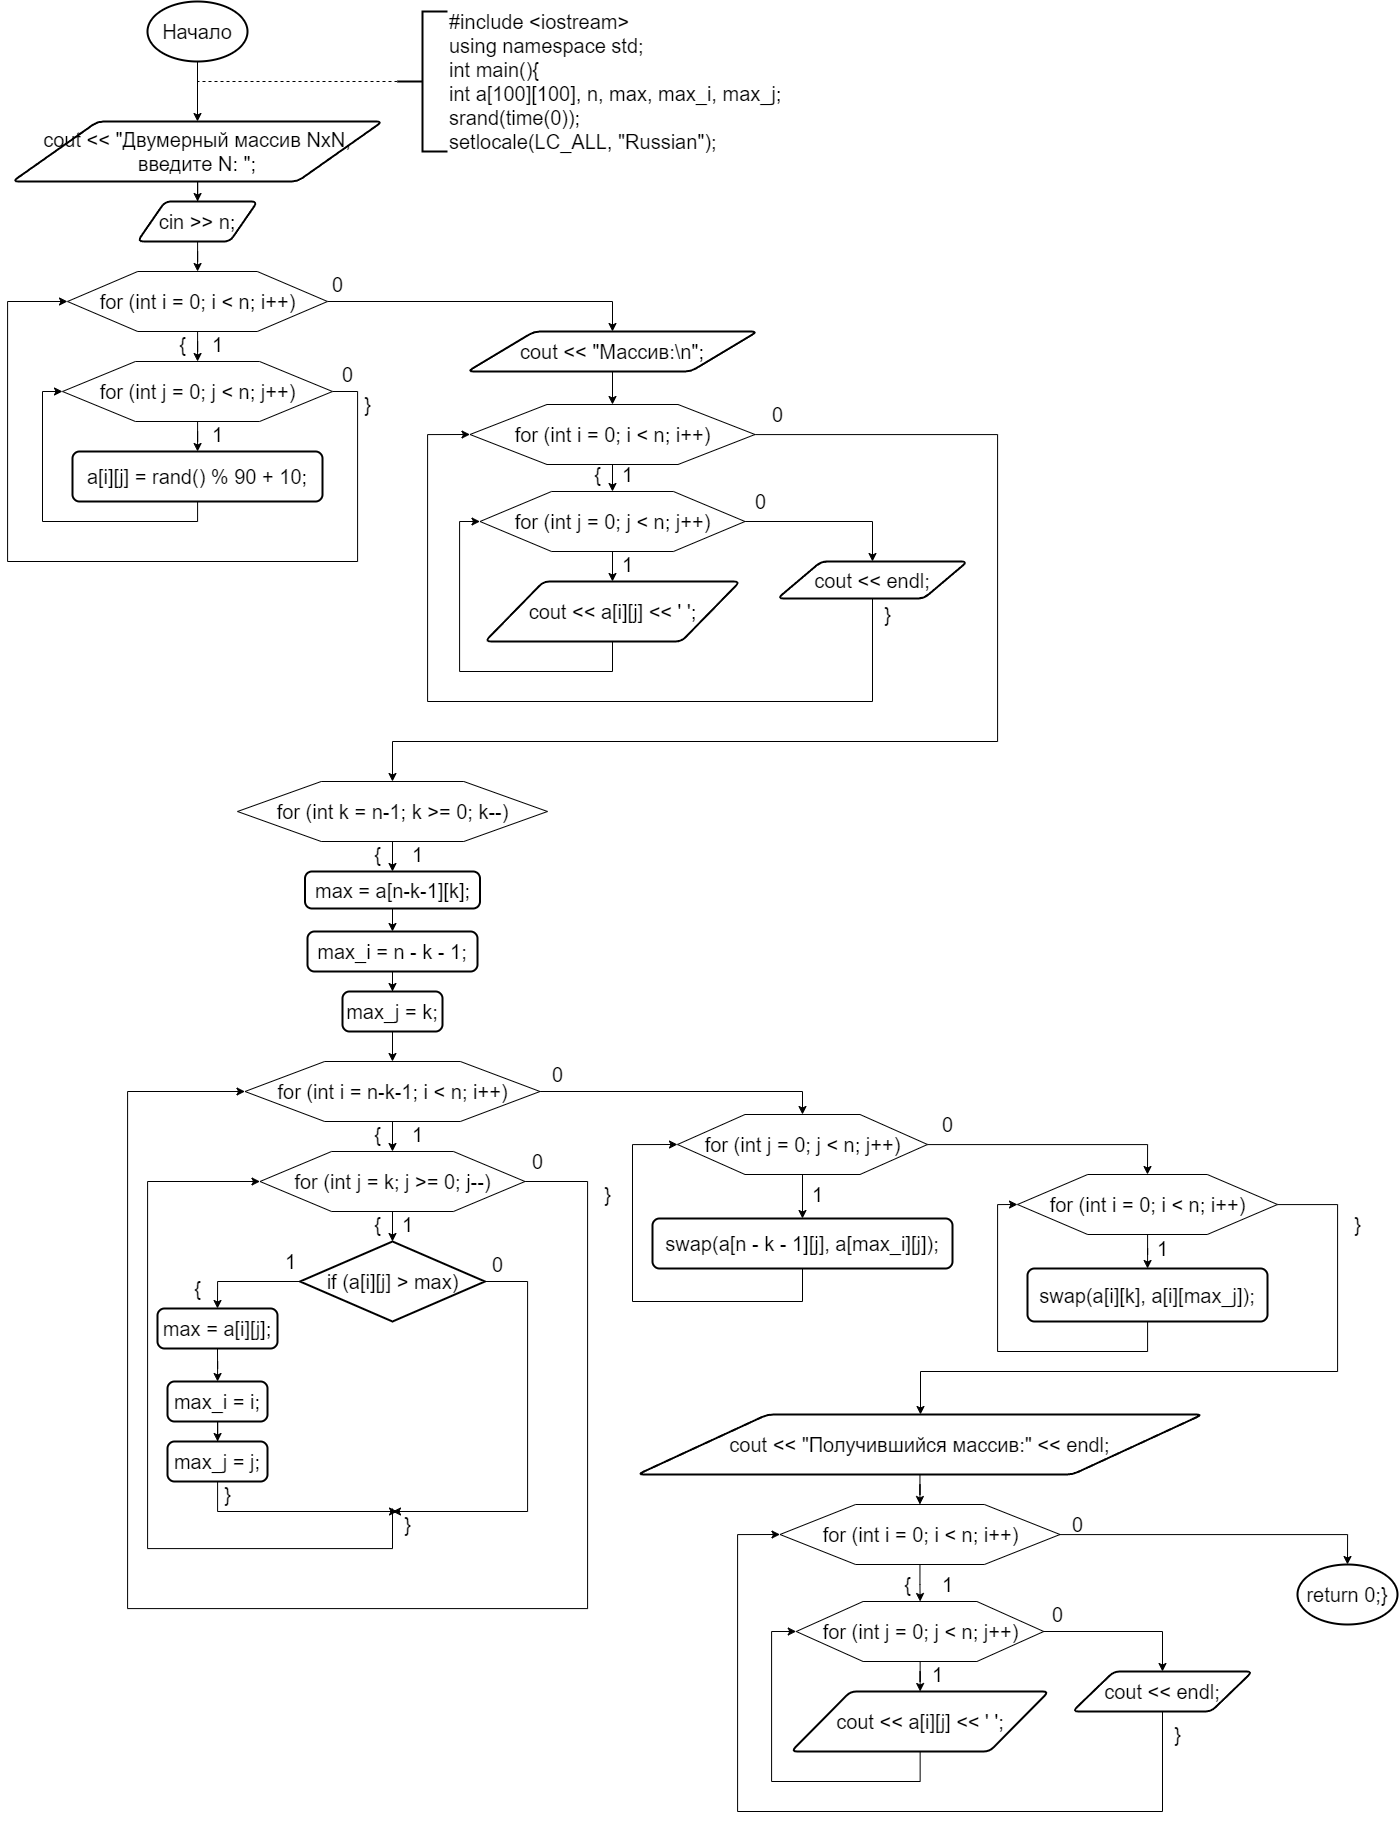 Начало
#include <iostream>
using namespace std;
int main(){
int a[100][100], n, max, max_i, max_j;
srand(time(0));
setlocale(LC_ALL, "Russian");
cout << "Двумерный массив NxN,
введите N: ";
cin >> n;
for (int i = 0; i < n; i++)
0
{ 1
for (int j = 0; j < n; j++)
0
}
1
a[i][j] = rand() % 90 + 10;
cout << "Массив:\n";
for (int i = 0; i < n; i++)
0
{ 1
for (int j = 0; j < n; j++)
0
1
cout << a[i][j] << ' ';
cout << endl;
}
for (int k = n-1; k >= 0; k--)
{ 1
max = a[n-k-1][k];
max_i = n - k - 1;
max_j = k;
for (int i = n-k-1; i < n; i++)
0
{ 1
for (int j = k; j >= 0; j--)
0
}
{ 1
if (a[i][j] > max)
1
0
{
max = a[i][j];
max_i = i;
max_j = j;
}
}
for (int j = 0; j < n; j++)
0
1
swap(a[n - k - 1][j], a[max_i][j]);
for (int i = 0; i < n; i++)
}
1
swap(a[i][k], a[i][max_j]);
cout << "Получившийся массив:" << endl;
for (int i = 0; i < n; i++)
0
{ 1
for (int j = 0; j < n; j++)
0
1
cout << a[i][j] << ' ';
cout << endl;
}
return 0;}